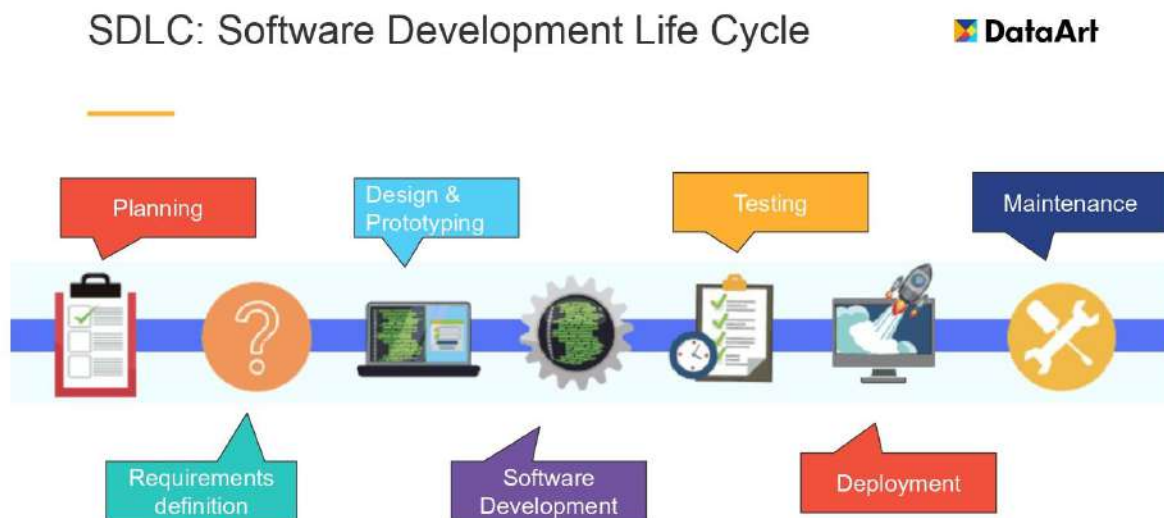 SDLC: Software Development Life Cycle
DataArt
Planning
Design &
Prototyping
Testing
Maintenance
Requirements
definition
Software
Development
Deployment